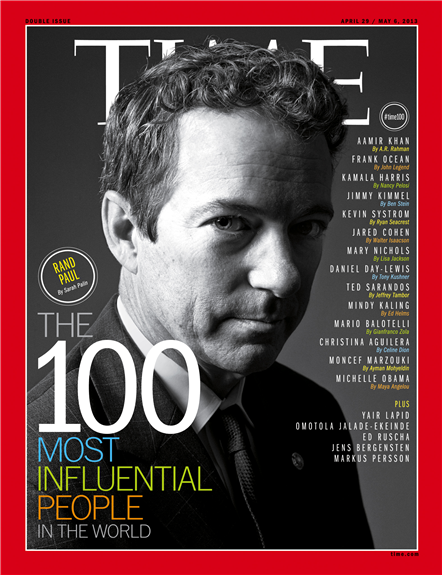 DOUBLE ISSUE
APRIL 29 / MAY 6, 2013
TIME
#time100
AAMIR KHAN
By A.R. Rahman
FRANK OCEAN
By John Legend
KAMALA HARRIS
By Nancy Pelosi
JIMMY KIMMEL
By Ben Stein
KEVIN SYSTROM
By Ryan Seacrest
JARED COHEN
By Walter Isaacson
MARY NICHOLS
By Lisa Jackson
DANIEL DAY-LEWIS
By Tony Kushner
TED SARANDOS
By Jeffrey Tambor
MINDY KALING
By Ed Helms
MARIO BALOTELLI
By Gianfranco Zola
CHRISTINA AGUILERA
By Celine Dion
MONCEF MARZOUKI
By Ayman Mohyeldin
MICHELLE OBAMA
By Maya Angelou
PLUS
YAIR LAPID
OMOTOLA JALADE-EKEINDE
ED RUSCHA
JENS BERGENSTEN
MARKUS PERSSON
RAND
PAUL
By Sarah Palin
THE
100
MOST
INFLUENTIAL
PEOPLE
IN THE WORLD
time.com